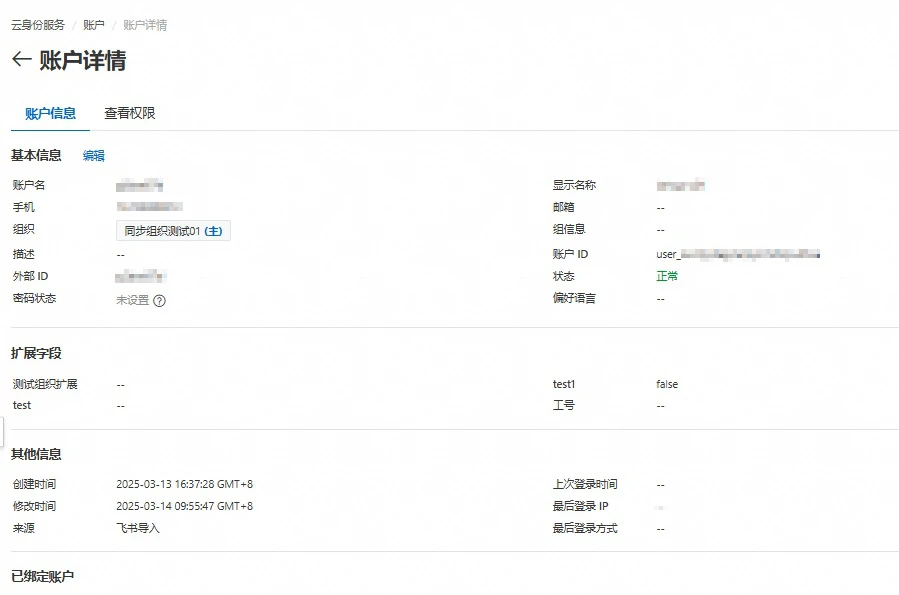 云身份服务 / 账户 / 账户详情
← 账户详情
账户信息 查看权限
基本信息 编辑
账户名 显示名称
手机 邮箱 --
组织 同步组织测试01 (主) 组信息 --
描述 -- 账户 ID user_
外部 ID 状态 正常
密码状态 未设置 ? 偏好语言 --
扩展字段
测试组织扩展 -- test1 false
test -- 工号 --
其他信息
创建时间 2025-03-13 16:37:28 GMT+8 上次登录时间 --
修改时间 2025-03-14 09:55:47 GMT+8 最后登录 IP
来源 飞书导入 最后登录方式 --
已绑定账户